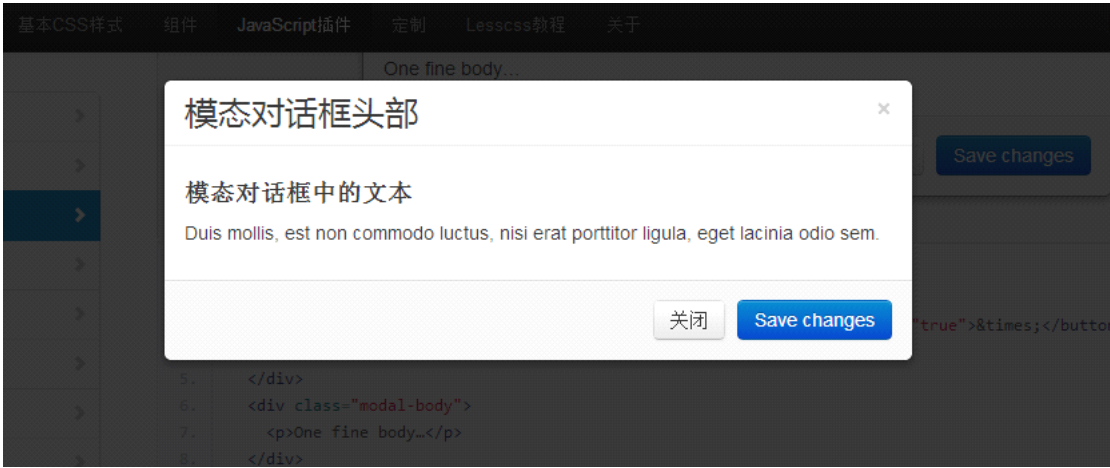 基本CSS样式 组件 JavaScript插件 定制 Lesscss教程 关于
One fine body…
模态对话框头部 ×
Save changes
模态对话框中的文本
Duis mollis, est non commodo luctus, nisi erat porttitor ligula, eget lacinia odio sem.
关闭 Save changes
"true">&times;</button
5. </div>
6. <div class="modal-body">
7. <p>One fine body…</p>
8. </div>